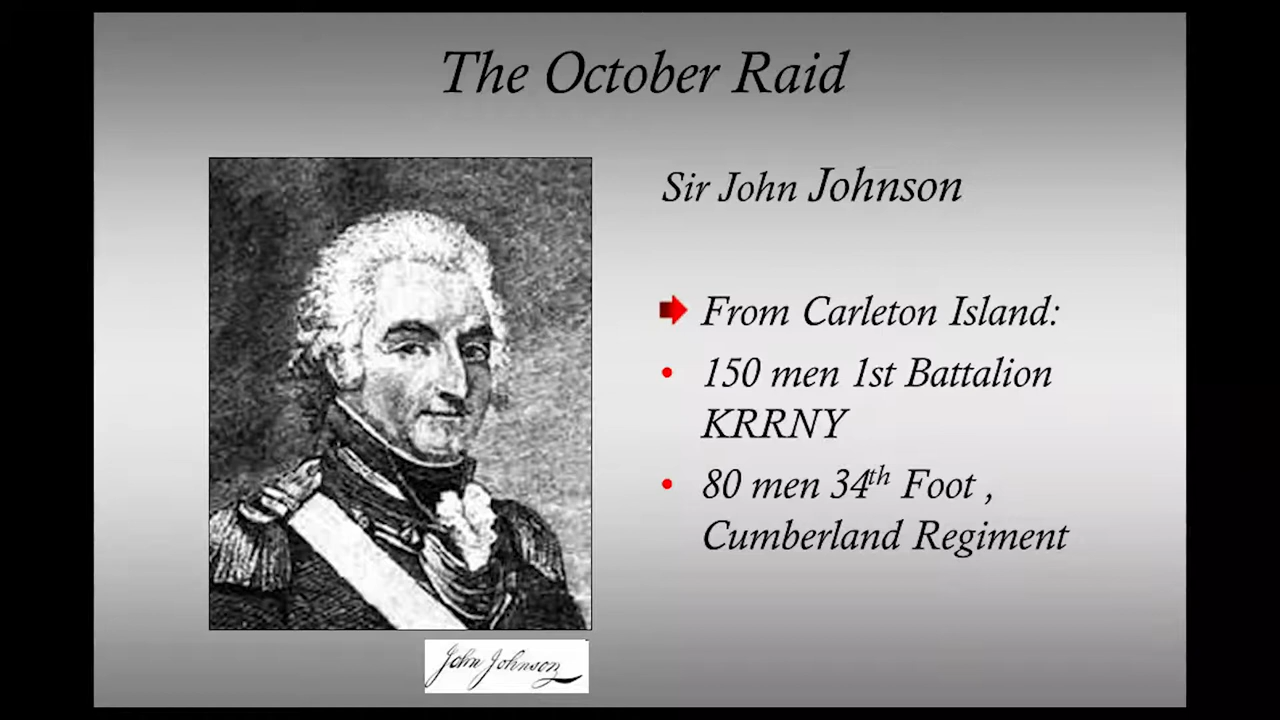 The October Raid
Sir John Johnson
From Carleton Island:
• 150 men 1st Battalion
KRRNY
• 80 men 34th Foot ,
Cumberland Regiment
John Johnson